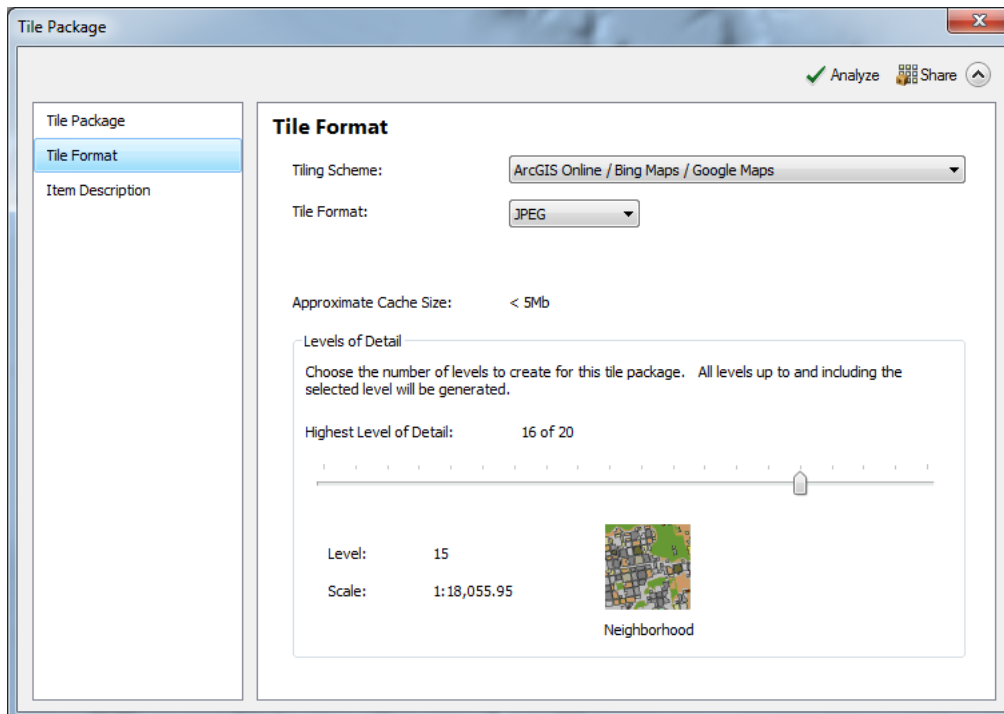 Tile Package
Analyze
Share
Tile Package
Tile Format
Item Description
Tile Format
Tiling Scheme:
ArcGIS Online / Bing Maps / Google Maps
Tile Format:
JPEG
Approximate Cache Size:
< 5Mb
Levels of Detail
Choose the number of levels to create for this tile package.   All levels up to and including the
selected level will be generated.
Highest Level of Detail:
16 of 20
Level:
15
Scale:
1:18,055.95
Neighborhood